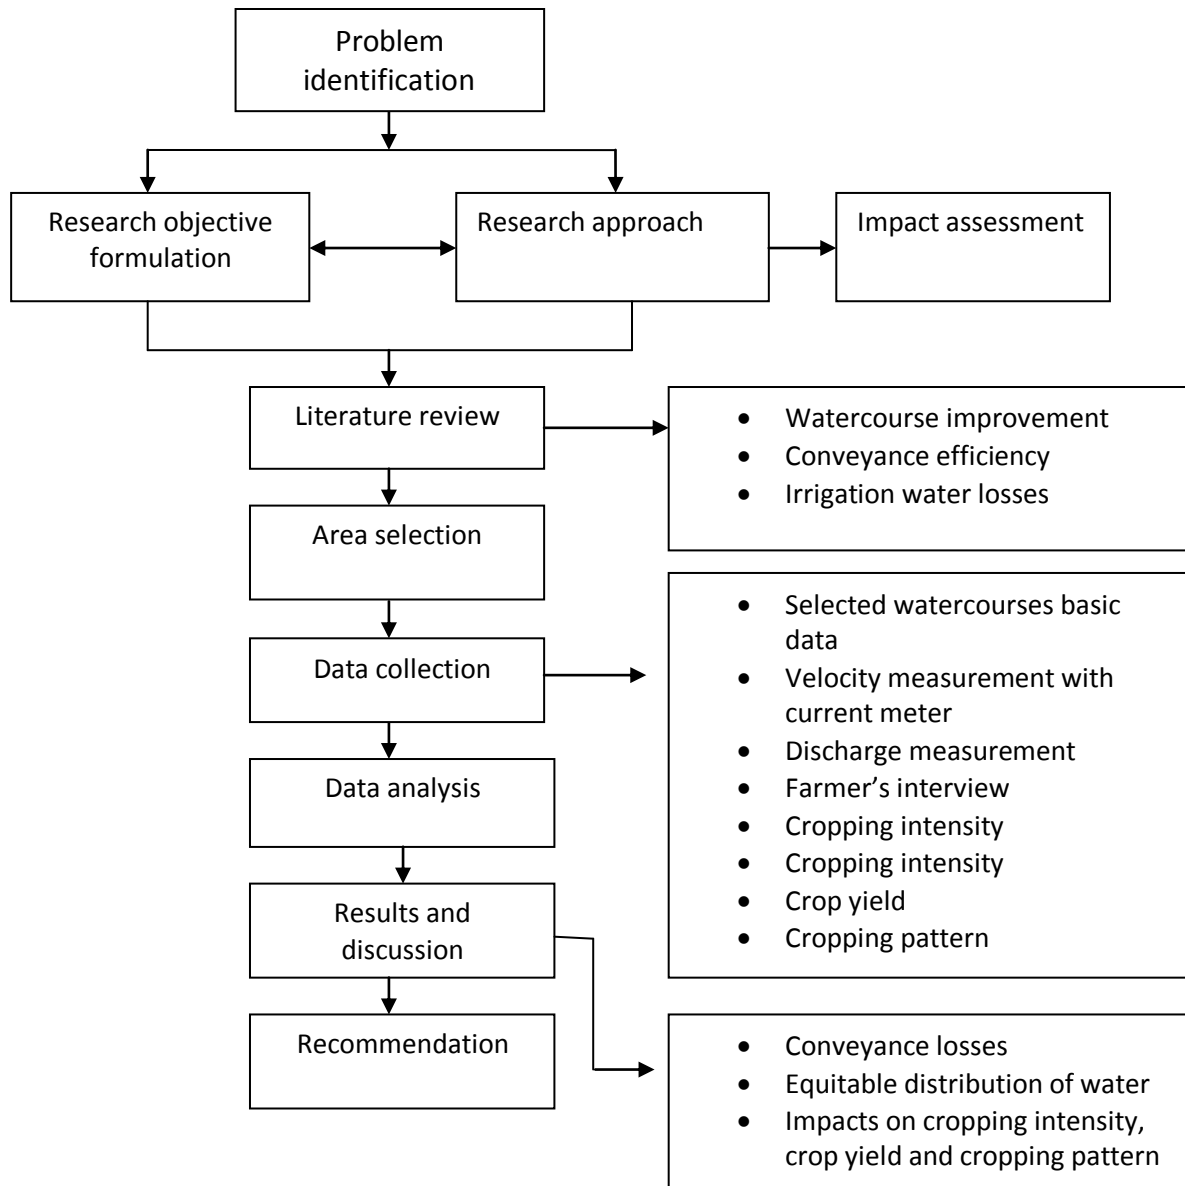 Problem
identification
Research objective
formulation
Research approach
Impact assessment
Literature review
• Watercourse improvement
• Conveyance efficiency
• Irrigation water losses
Area selection
Data collection
• Selected watercourses basic
data
• Velocity measurement with
current meter
• Discharge measurement
• Farmer’s interview
• Cropping intensity
• Cropping intensity
• Crop yield
• Cropping pattern
Data analysis
Results and
discussion
Recommendation
• Conveyance losses
• Equitable distribution of water
• Impacts on cropping intensity,
crop yield and cropping pattern